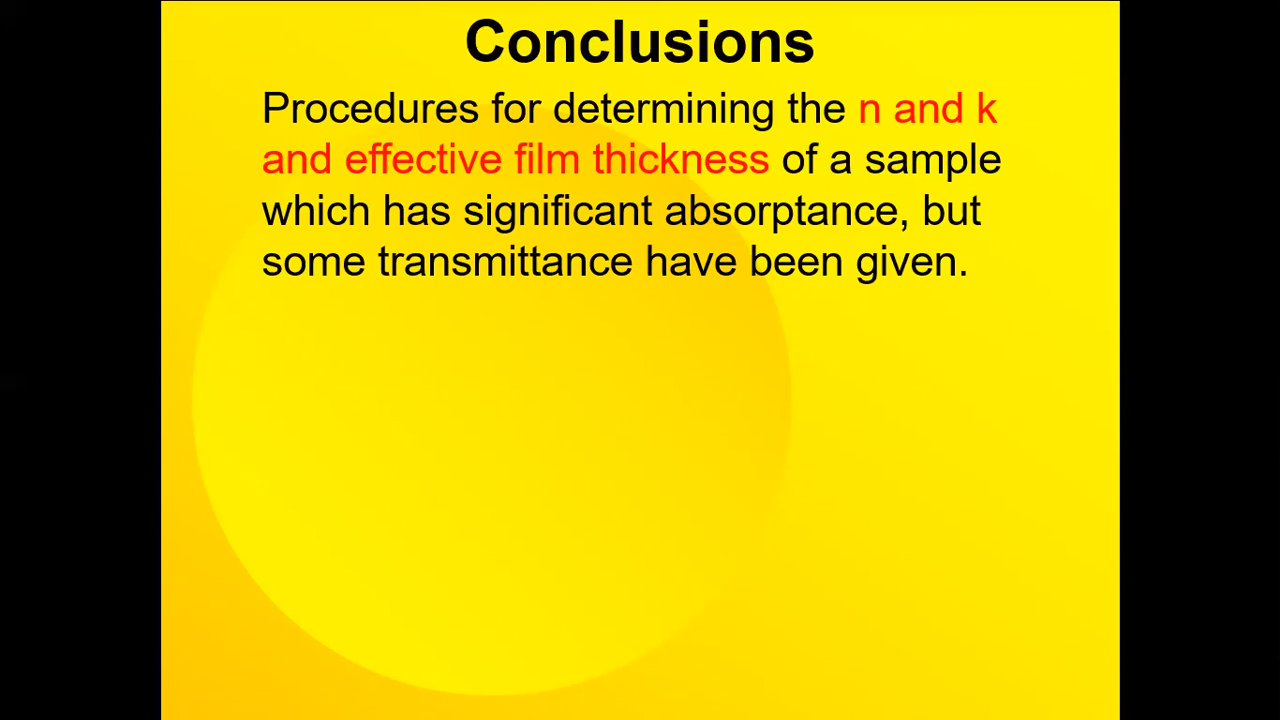 Conclusions
Procedures for determining the n and k
and effective film thickness of a sample
which has significant absorptance, but
some transmittance have been given.